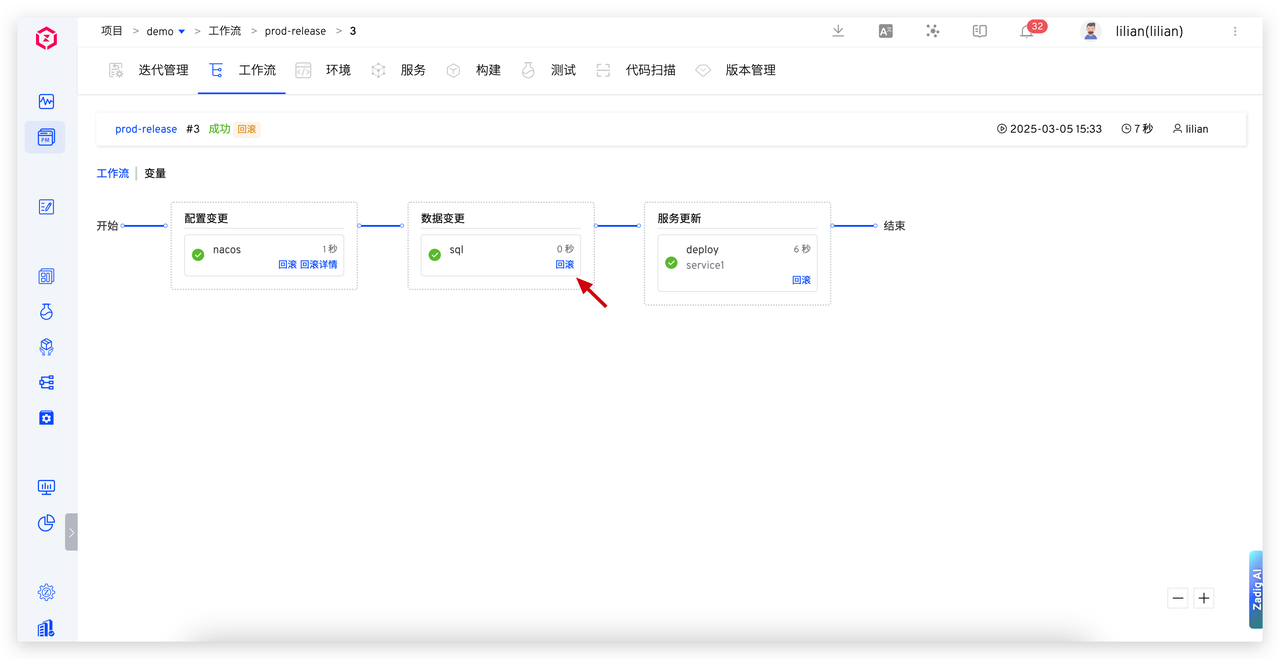 项目 > demo > 工作流 > prod-release > 3
32
lilian(lilian)
迭代管理 工作流 环境 服务 构建 测试 代码扫描 版本管理
prod-release #3 成功 回滚 2025-03-05 15:33 7 秒 lilian
工作流 变量
开始
配置变更
nacos 1 秒
回滚 回滚详情
数据变更
sql 0 秒
回滚
服务更新
deploy 6 秒
service1
回滚
结束
Zadig AI